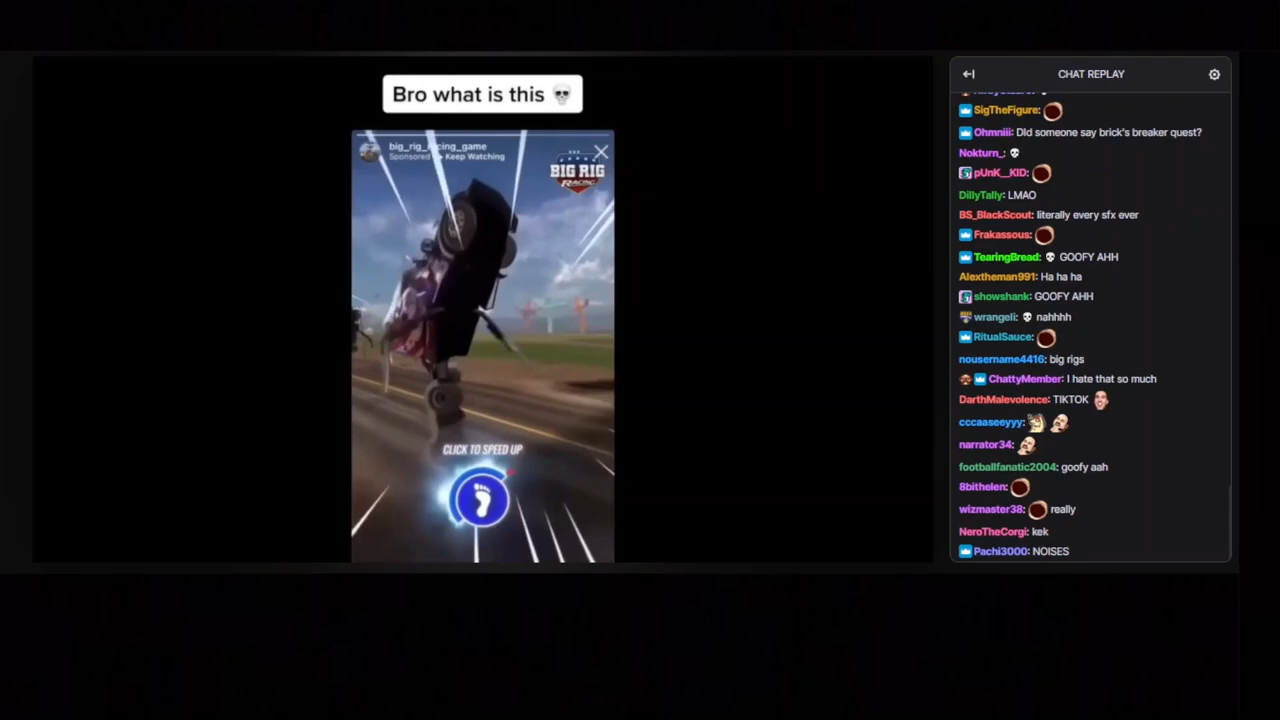 Bro what is this 💀
big_rig_racing_game
Sponsored • Keep Watching
BIG RIG
RACING
CLICK TO SPEED UP
CHAT REPLAY
SigTheFigure:
Ohmniii: DId someone say brick's breaker quest?
Nokturn_: 💀
pUnK__KID:
DillyTally: LMAO
BS_BlackScout: literally every sfx ever
Frakassous:
TearingBread: 💀 GOOFY AHH
Alextheman991: Ha ha ha
showshank: GOOFY AHH
wrangeli: 💀 nahhhh
RitualSauce:
nousername4416: big rigs
ChattyMember: I hate that so much
DarthMalevolence: TIKTOK
cccaaseeyyy:
narrator34:
footballfanatic2004: goofy aah
8bithelen:
wizmaster38: really
NeroTheCorgi: kek
Pachi3000: NOISES